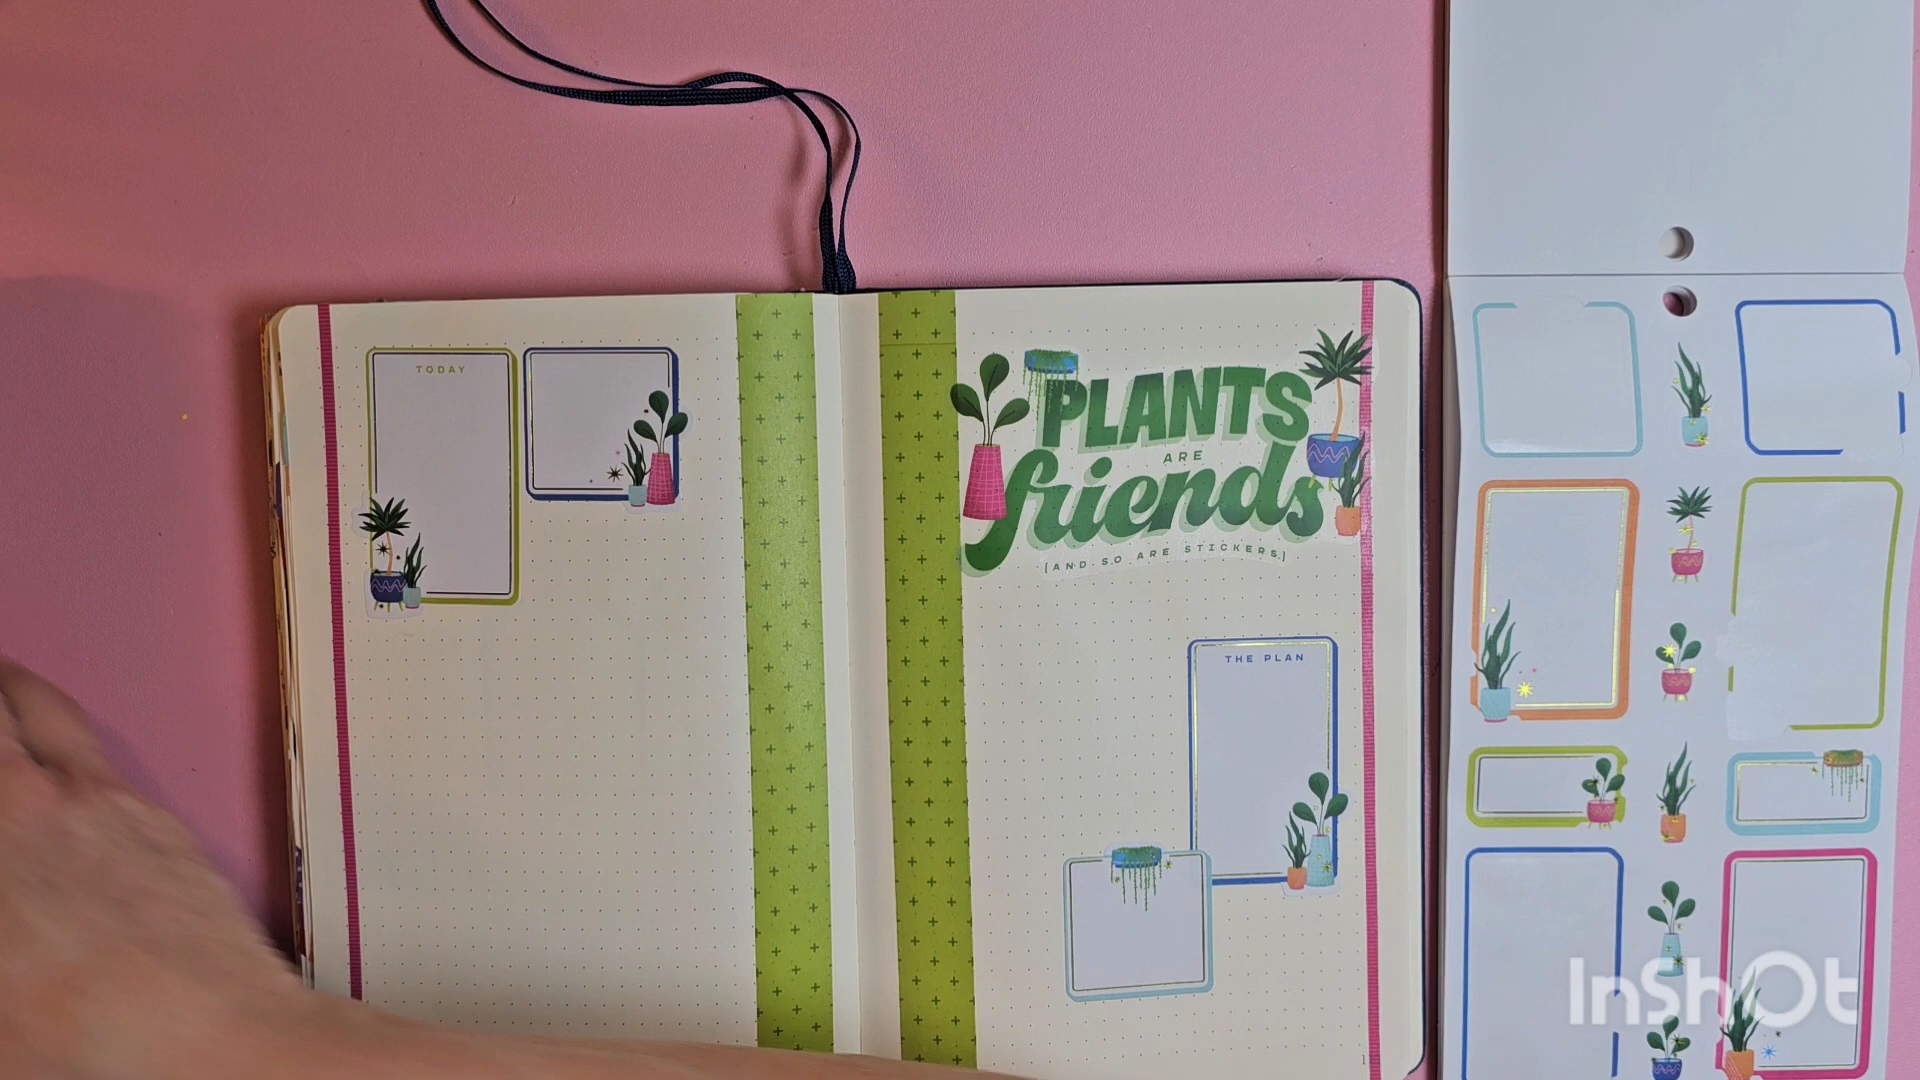 TODAY
PLANTS
ARE
friends
(AND SO ARE STICKERS)
THE PLAN
InShOt